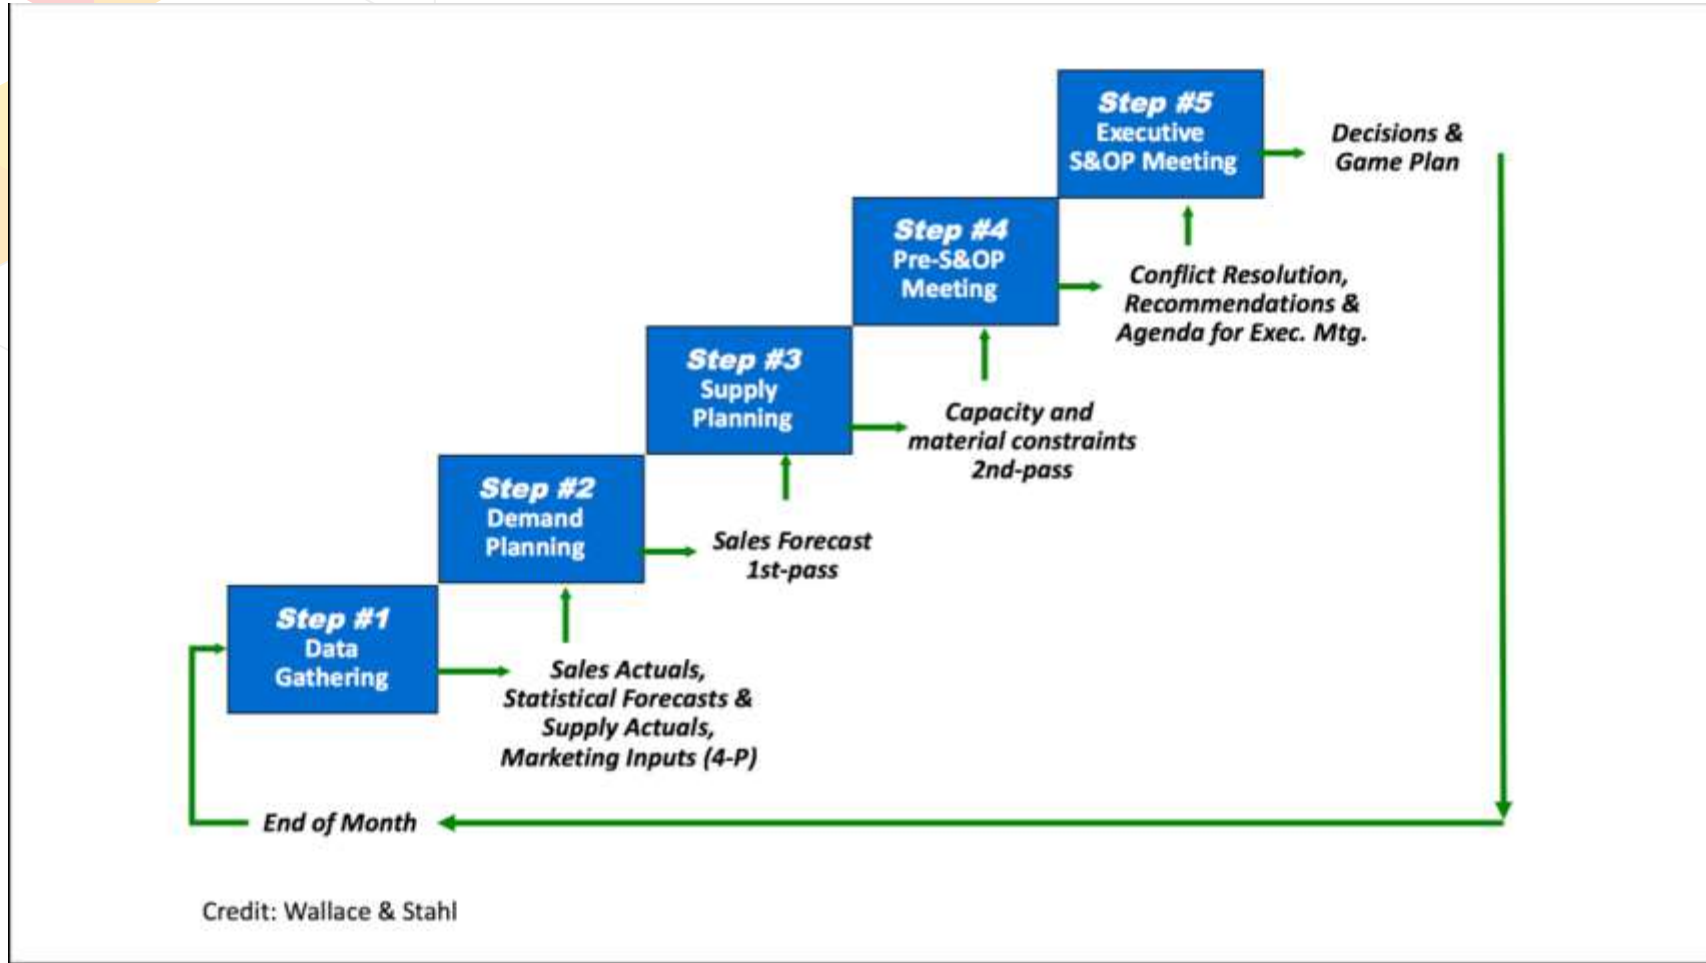 Step #5
Executive
S&OP Meeting
Decisions &
Game Plan
Step #4
Pre-S&OP
Meeting
Conflict Resolution,
Recommendations &
Agenda for Exec. Mtg.
Step #3
Supply
Planning
Capacity and
material constraints
2nd-pass
Step #2
Demand
Planning
Sales Forecast
1st-pass
Step #1
Data
Gathering
Sales Actuals,
Statistical Forecasts &
Supply Actuals,
Marketing Inputs (4-P)
End of Month
Credit: Wallace & Stahl